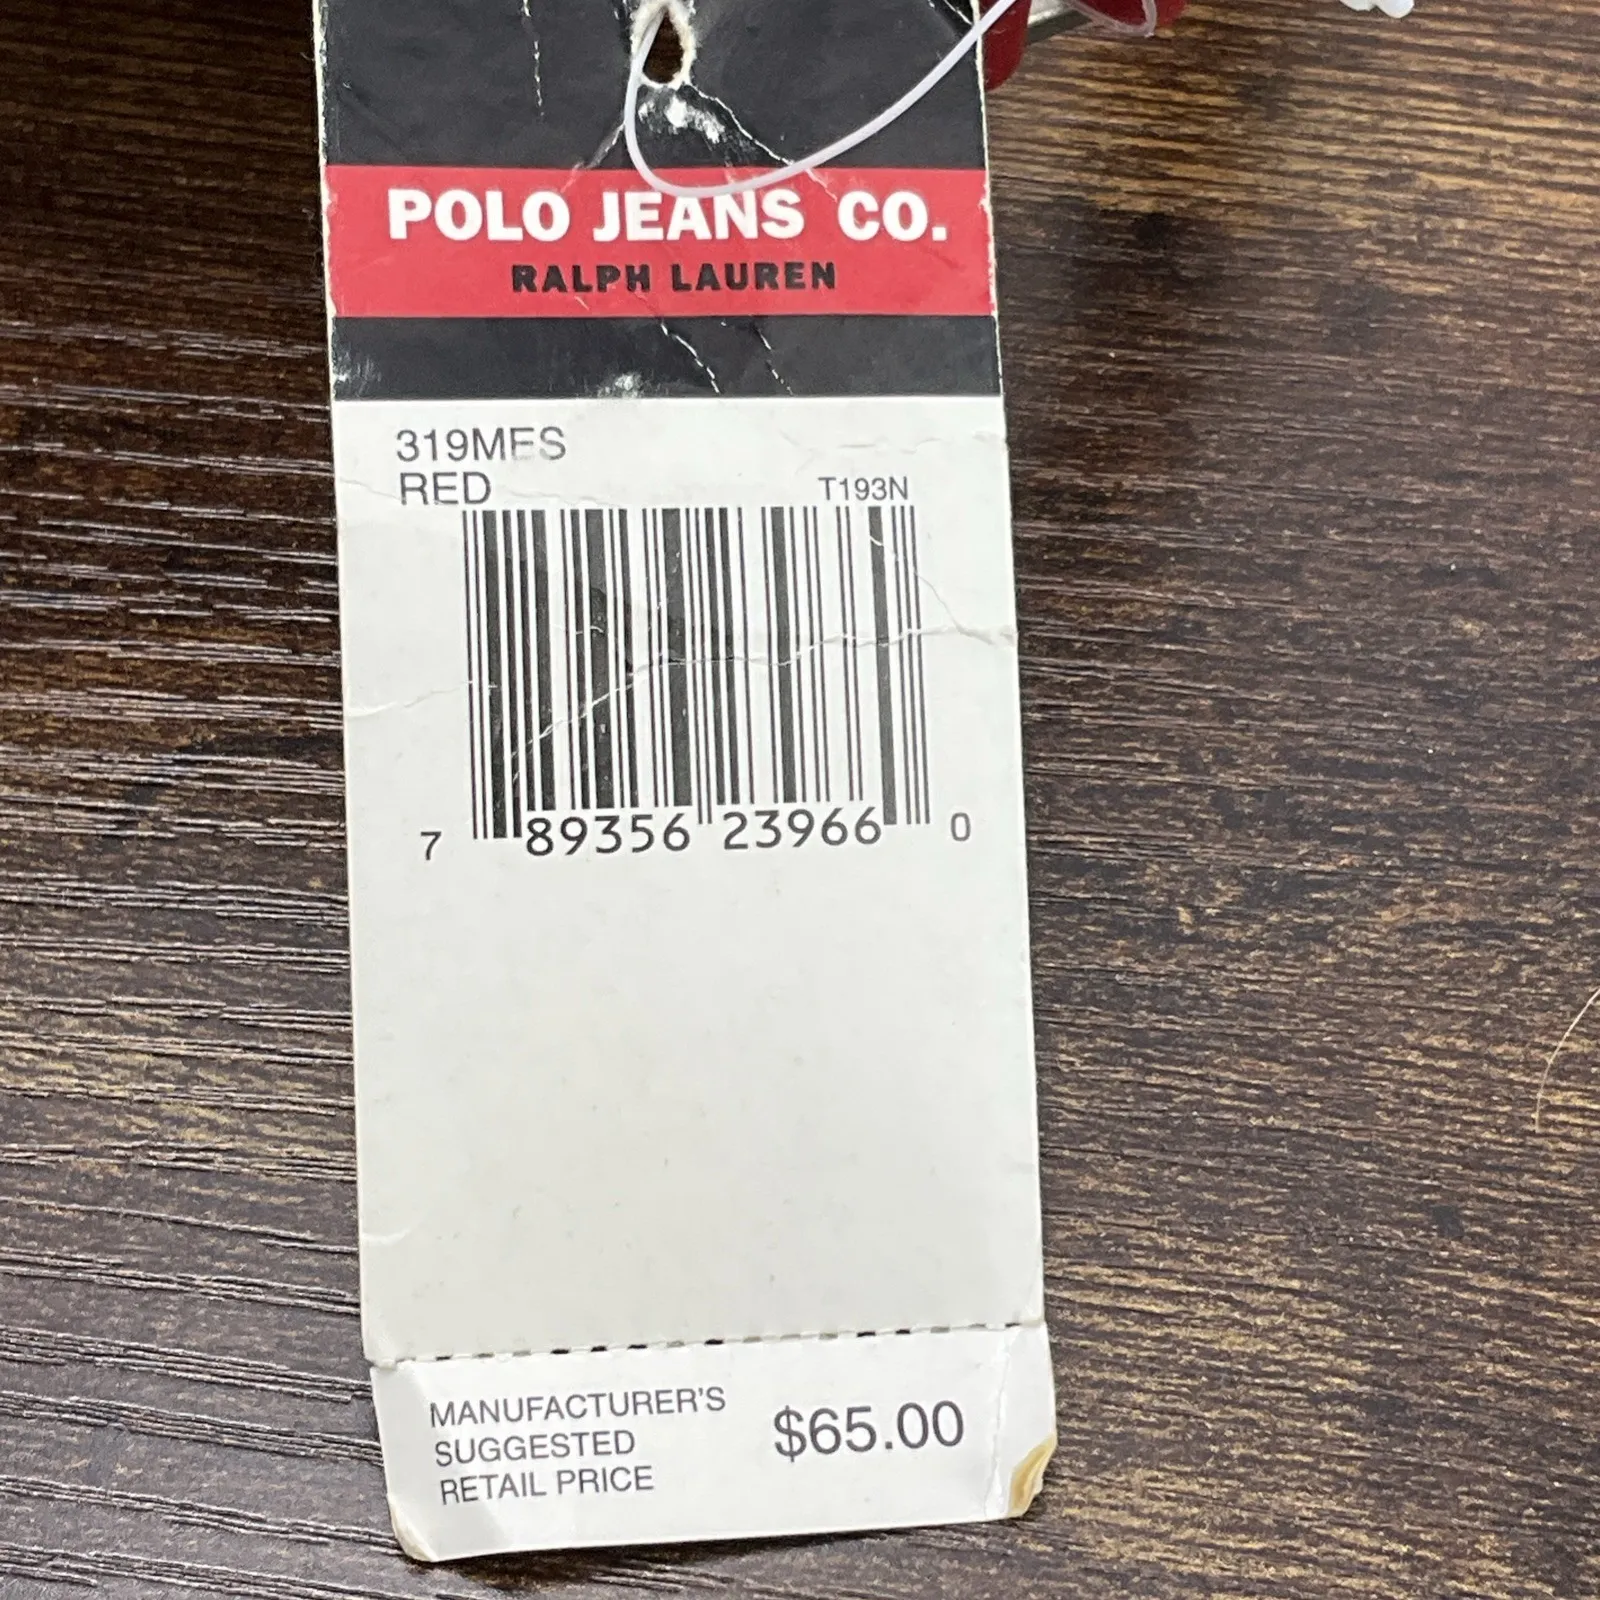 POLO JEANS CO.
RALPH LAUREN
319MES
RED
T193N
7 89356 23966 0
MANUFACTURER'S
SUGGESTED
RETAIL PRICE
$65.00